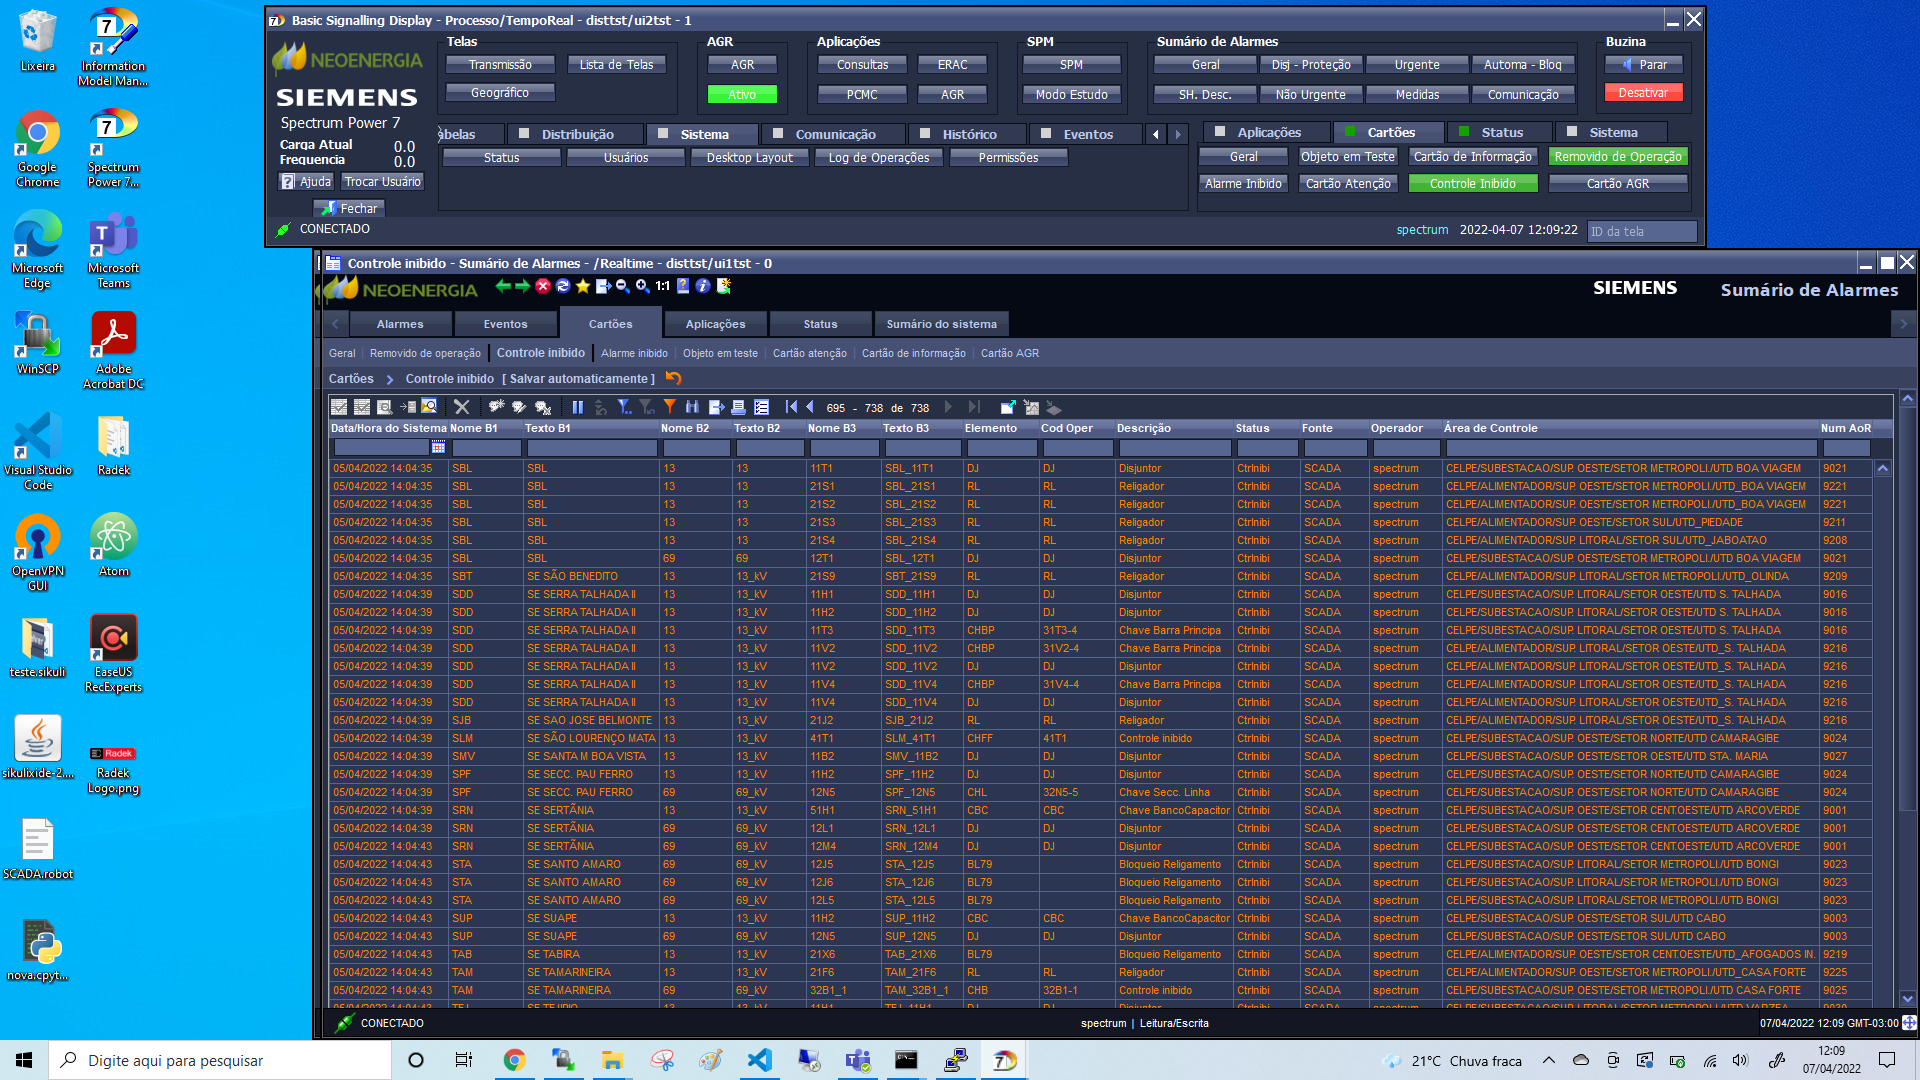 Basic Signalling Display - Processo/TempoReal - disttst/ui2tst - 1
NEOENERGIA
SIEMENS
Spectrum Power 7
Carga Atual 0.0
Frequencia 0.0
Ajuda Trocar Usuário
Fechar
CONECTADO
Telas
Transmissão Lista de Telas
Geográfico
AGR
AGR
Ativo
Aplicações
Consultas ERAC
PCMC AGR
SPM
SPM
Modo Estudo
Sumário de Alarmes
Geral Disj - Proteção Urgente Automa - Bloq
SH. Desc. Não Urgente Medidas Comunicação
Buzina
Parar
Desativar
abelas Distribuição Sistema Comunicação Histórico Eventos
Status Usuários Desktop Layout Log de Operações Permissões
Aplicações Cartões Status Sistema
Geral Objeto em Teste Cartão de Informação Removido de Operação
Alarme Inibido Cartão Atenção Controle Inibido Cartão AGR
spectrum 2022-04-07 12:09:22 ID da tela
Lixeira
Information Model Man...
Google Chrome
Spectrum Power 7...
Microsoft Edge
Microsoft Teams
WinSCP
Adobe Acrobat DC
Visual Studio Code
Radek
OpenVPN GUI
Atom
teste.sikuli
EaseUS RecExperts
sikulixide-2....
Radek
Radek Logo.png
SCADA.robot
nova.cpyt...
Controle inibido - Sumário de Alarmes - /Realtime - disttst/ui1tst - 0
NEOENERGIA 1:1 SIEMENS Sumário de Alarmes
Alarmes Eventos Cartões Aplicações Status Sumário do sistema
Geral Removido de operação Controle inibido Alarme inibido Objeto em teste Cartão atenção Cartão de informação Cartão AGR
Cartões Controle inibido [ Salvar automaticamente ]
695 - 738 de 738
Data/Hora do Sistema Nome B1 Texto B1 Nome B2 Texto B2 Nome B3 Texto B3 Elemento Cod Oper Descrição Status Fonte Operador Área de Controle Num AoR
05/04/2022 14:04:35 SBL SBL 13 13 11T1 SBL_11T1 DJ DJ Disjuntor CtrInibi SCADA spectrum CELPE/SUBESTACAO/SUP. OESTE/SETOR METROPOLI./UTD BOA VIAGEM 9021
05/04/2022 14:04:35 SBL SBL 13 13 21S1 SBL_21S1 RL RL Religador CtrInibi SCADA spectrum CELPE/ALIMENTADOR/SUP. OESTE/SETOR METROPOLI./UTD_BOA VIAGEM 9221
05/04/2022 14:04:35 SBL SBL 13 13 21S2 SBL_21S2 RL RL Religador CtrInibi SCADA spectrum CELPE/ALIMENTADOR/SUP. OESTE/SETOR METROPOLI./UTD_BOA VIAGEM 9221
05/04/2022 14:04:35 SBL SBL 13 13 21S3 SBL_21S3 RL RL Religador CtrInibi SCADA spectrum CELPE/ALIMENTADOR/SUP. OESTE/SETOR SUL/UTD_PIEDADE 9211
05/04/2022 14:04:35 SBL SBL 13 13 21S4 SBL_21S4 RL RL Religador CtrInibi SCADA spectrum CELPE/ALIMENTADOR/SUP. LITORAL/SETOR SUL/UTD_JABOATAO 9208
05/04/2022 14:04:35 SBL SBL 69 69 12T1 SBL_12T1 DJ DJ Disjuntor CtrInibi SCADA spectrum CELPE/SUBESTACAO/SUP. OESTE/SETOR METROPOLI./UTD BOA VIAGEM 9021
05/04/2022 14:04:35 SBT SE SÃO BENEDITO 13 13_kV 21S9 SBT_21S9 RL RL Religador CtrInibi SCADA spectrum CELPE/ALIMENTADOR/SUP. LITORAL/SETOR METROPOLI./UTD_OLINDA 9209
05/04/2022 14:04:39 SDD SE SERRA TALHADA II 13 13_kV 11H1 SDD_11H1 DJ DJ Disjuntor CtrInibi SCADA spectrum CELPE/SUBESTACAO/SUP. LITORAL/SETOR OESTE/UTD S. TALHADA 9016
05/04/2022 14:04:39 SDD SE SERRA TALHADA II 13 13_kV 11H2 SDD_11H2 DJ DJ Disjuntor CtrInibi SCADA spectrum CELPE/SUBESTACAO/SUP. LITORAL/SETOR OESTE/UTD S. TALHADA 9016
05/04/2022 14:04:39 SDD SE SERRA TALHADA II 13 13_kV 11T3 SDD_11T3 CHBP 31T3-4 Chave Barra Principa CtrInibi SCADA spectrum CELPE/SUBESTACAO/SUP. LITORAL/SETOR OESTE/UTD S. TALHADA 9016
05/04/2022 14:04:39 SDD SE SERRA TALHADA II 13 13_kV 11V2 SDD_11V2 CHBP 31V2-4 Chave Barra Principa CtrInibi SCADA spectrum CELPE/ALIMENTADOR/SUP. LITORAL/SETOR OESTE/UTD_S. TALHADA 9216
05/04/2022 14:04:39 SDD SE SERRA TALHADA II 13 13_kV 11V2 SDD_11V2 DJ DJ Disjuntor CtrInibi SCADA spectrum CELPE/ALIMENTADOR/SUP. LITORAL/SETOR OESTE/UTD_S. TALHADA 9216
05/04/2022 14:04:39 SDD SE SERRA TALHADA II 13 13_kV 11V4 SDD_11V4 CHBP 31V4-4 Chave Barra Principa CtrInibi SCADA spectrum CELPE/ALIMENTADOR/SUP. LITORAL/SETOR OESTE/UTD_S. TALHADA 9216
05/04/2022 14:04:39 SDD SE SERRA TALHADA II 13 13_kV 11V4 SDD_11V4 DJ DJ Disjuntor CtrInibi SCADA spectrum CELPE/ALIMENTADOR/SUP. LITORAL/SETOR OESTE/UTD_S. TALHADA 9216
05/04/2022 14:04:39 SJB SE SAO JOSE BELMONTE 13 13_kV 21J2 SJB_21J2 RL RL Religador CtrInibi SCADA spectrum CELPE/ALIMENTADOR/SUP. LITORAL/SETOR OESTE/UTD_S. TALHADA 9216
05/04/2022 14:04:39 SLM SE SÃO LOURENÇO MATA 13 13_kV 41T1 SLM_41T1 CHFF 41T1 Controle inibido CtrInibi SCADA spectrum CELPE/SUBESTACAO/SUP. OESTE/SETOR NORTE/UTD CAMARAGIBE 9024
05/04/2022 14:04:39 SMV SE SANTA M BOA VISTA 13 13_kV 11B2 SMV_11B2 DJ DJ Disjuntor CtrInibi SCADA spectrum CELPE/SUBESTACAO/SUP. OESTE/SETOR OESTE/UTD STA. MARIA 9027
05/04/2022 14:04:39 SPF SE SECC. PAU FERRO 13 13_kV 11H2 SPF_11H2 DJ DJ Disjuntor CtrInibi SCADA spectrum CELPE/SUBESTACAO/SUP. OESTE/SETOR NORTE/UTD CAMARAGIBE 9024
05/04/2022 14:04:39 SPF SE SECC. PAU FERRO 69 69_kV 12N5 SPF_12N5 CHL 32N5-5 Chave Secc. Linha CtrInibi SCADA spectrum CELPE/SUBESTACAO/SUP. OESTE/SETOR NORTE/UTD CAMARAGIBE 9024
05/04/2022 14:04:39 SRN SE SERTÃNIA 13 13_kV 51H1 SRN_51H1 CBC CBC Chave BancoCapacitor CtrInibi SCADA spectrum CELPE/SUBESTACAO/SUP. OESTE/SETOR CENT.OESTE/UTD ARCOVERDE 9001
05/04/2022 14:04:39 SRN SE SERTÃNIA 69 69_kV 12L1 SRN_12L1 DJ DJ Disjuntor CtrInibi SCADA spectrum CELPE/SUBESTACAO/SUP. OESTE/SETOR CENT.OESTE/UTD ARCOVERDE 9001
05/04/2022 14:04:39 SRN SE SERTÃNIA 69 69_kV 12M4 SRN_12M4 DJ DJ Disjuntor CtrInibi SCADA spectrum CELPE/SUBESTACAO/SUP. OESTE/SETOR CENT.OESTE/UTD ARCOVERDE 9001
05/04/2022 14:04:43 STA SE SANTO AMARO 69 69_kV 12J5 STA_12J5 BL79 Bloqueio Religamento CtrInibi SCADA spectrum CELPE/SUBESTACAO/SUP. LITORAL/SETOR METROPOLI./UTD BONGI 9023
05/04/2022 14:04:43 STA SE SANTO AMARO 69 69_kV 12J6 STA_12J6 BL79 Bloqueio Religamento CtrInibi SCADA spectrum CELPE/SUBESTACAO/SUP. LITORAL/SETOR METROPOLI./UTD BONGI 9023
05/04/2022 14:04:43 STA SE SANTO AMARO 69 69_kV 12L5 STA_12L5 BL79 Bloqueio Religamento CtrInibi SCADA spectrum CELPE/SUBESTACAO/SUP. LITORAL/SETOR METROPOLI./UTD BONGI 9023
05/04/2022 14:04:43 SUP SE SUAPE 13 13_kV 11H2 SUP_11H2 CBC CBC Chave BancoCapacitor CtrInibi SCADA spectrum CELPE/SUBESTACAO/SUP. OESTE/SETOR SUL/UTD CABO 9003
05/04/2022 14:04:43 SUP SE SUAPE 69 69_kV 12N5 SUP_12N5 DJ DJ Disjuntor CtrInibi SCADA spectrum CELPE/SUBESTACAO/SUP. OESTE/SETOR SUL/UTD CABO 9003
05/04/2022 14:04:43 TAB SE TABIRA 13 13_kV 21X6 TAB_21X6 BL79 Bloqueio Religamento CtrInibi SCADA spectrum CELPE/ALIMENTADOR/SUP. OESTE/SETOR CENT.OESTE/UTD_AFOGADOS IN. 9219
05/04/2022 14:04:43 TAM SE TAMARINEIRA 13 13_kV 21F6 TAM_21F6 RL RL Religador CtrInibi SCADA spectrum CELPE/ALIMENTADOR/SUP. OESTE/SETOR METROPOLI./UTD_CASA FORTE 9225
05/04/2022 14:04:43 TAM SE TAMARINEIRA 69 69_kV 32B1_1 TAM_32B1_1 CHB 32B1-1 Controle inibido CtrInibi SCADA spectrum CELPE/SUBESTACAO/SUP. OESTE/SETOR METROPOLI./UTD CASA FORTE 9025
CONECTADO spectrum | Leitura/Escrita 07/04/2022 12:09 GMT-03:00
Digite aqui para pesquisar 21°C Chuva fraca 12:09
07/04/2022